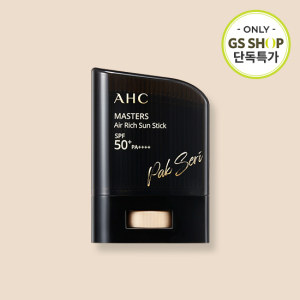 - ONLY -
GS SHOP
단독특가
AHC
MASTERS
Air Rich Sun Stick
SPF
50+ PA++++
Pak Seri